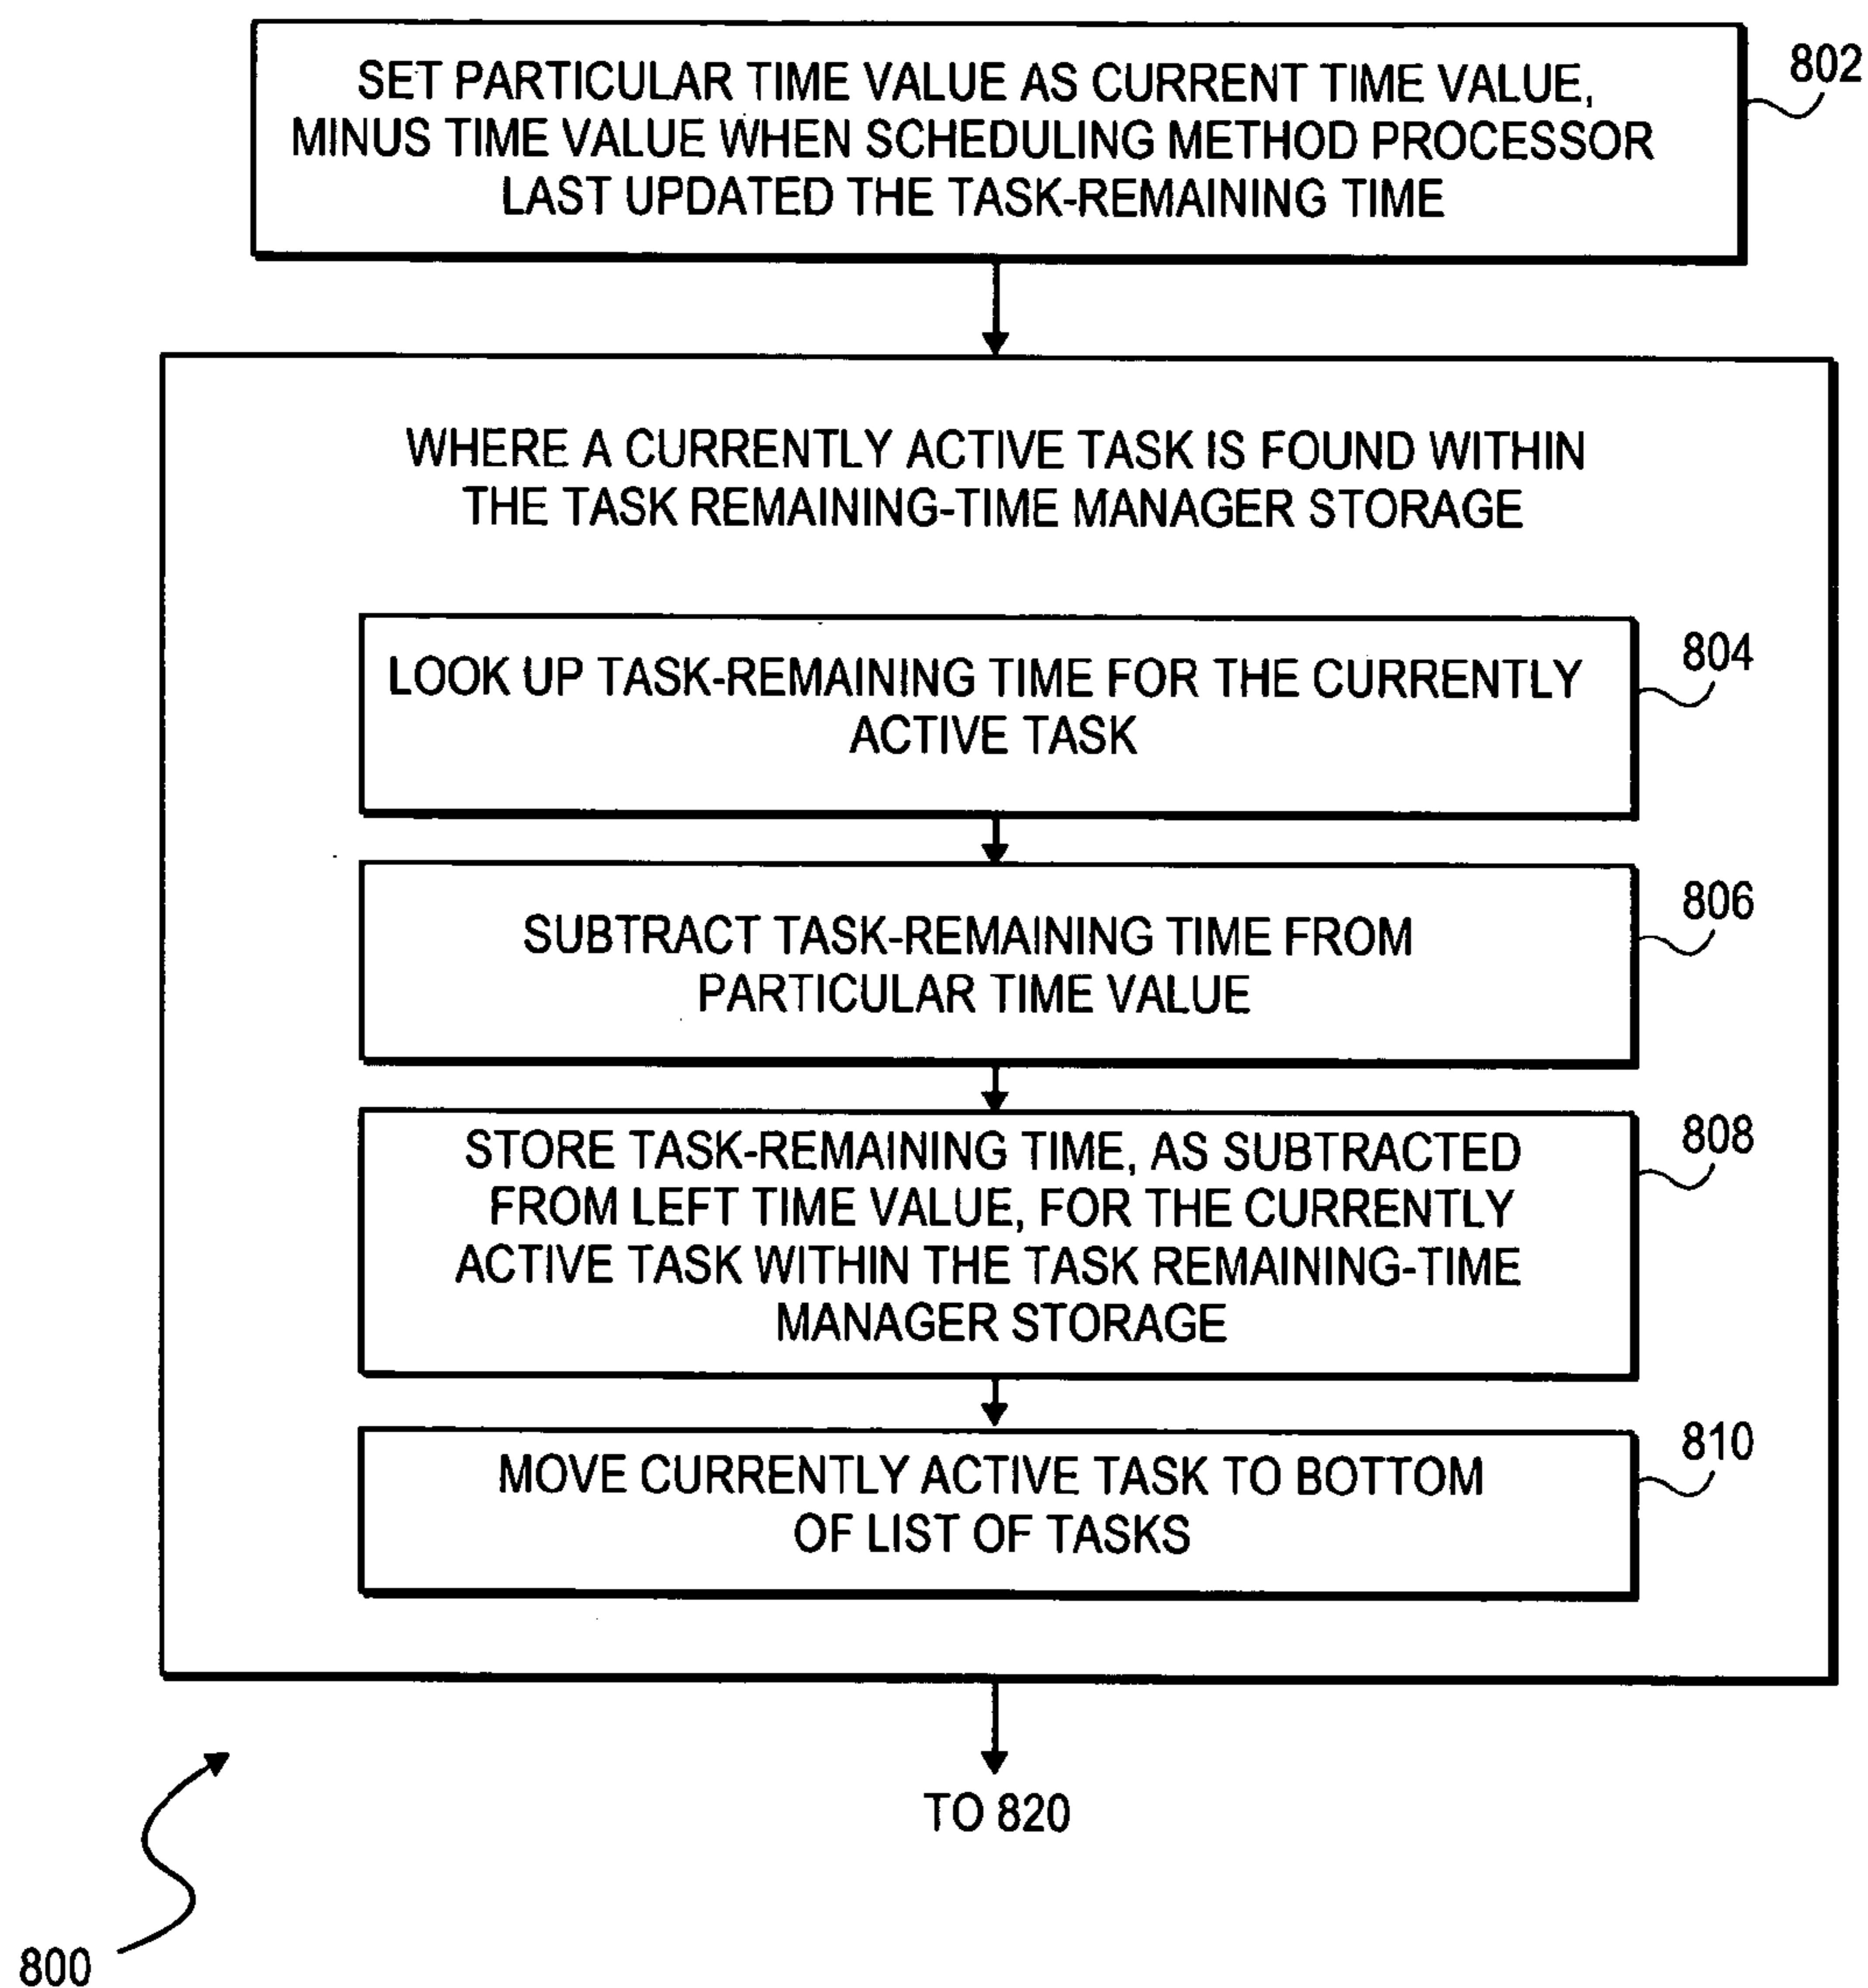 SET PARTICULAR TIME VALUE AS CURRENT TIME VALUE,
MINUS TIME VALUE WHEN SCHEDULING METHOD PROCESSOR
LAST UPDATED THE TASK-REMAINING TIME
802
WHERE A CURRENTLY ACTIVE TASK IS FOUND WITHIN
THE TASK REMAINING-TIME MANAGER STORAGE
LOOK UP TASK-REMAINING TIME FOR THE CURRENTLY
ACTIVE TASK
804
SUBTRACT TASK-REMAINING TIME FROM
PARTICULAR TIME VALUE
806
STORE TASK-REMAINING TIME, AS SUBTRACTED
FROM LEFT TIME VALUE, FOR THE CURRENTLY
ACTIVE TASK WITHIN THE TASK REMAINING-TIME
MANAGER STORAGE
808
MOVE CURRENTLY ACTIVE TASK TO BOTTOM
OF LIST OF TASKS
810
TO 820
800